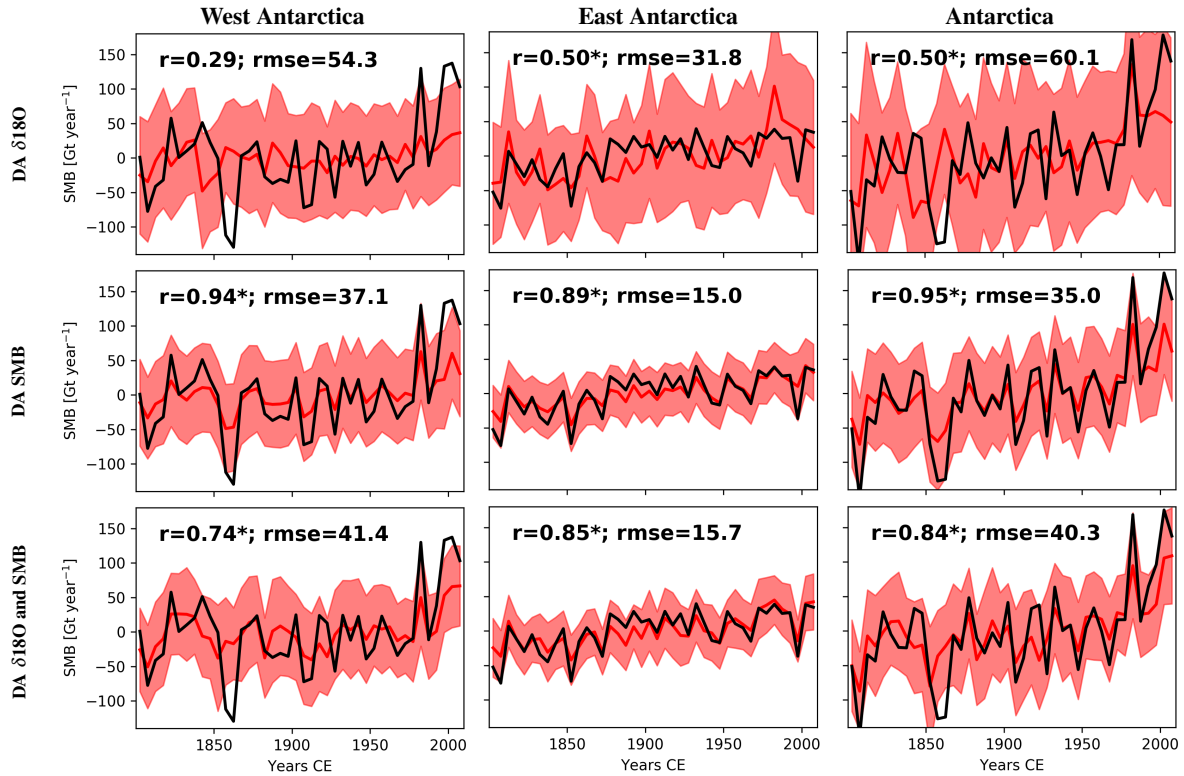 West Antarctica East Antarctica Antarctica
DA δ18O
SMB [Gt year⁻¹]
150
100
50
0
−50
−100
r=0.29; rmse=54.3
r=0.50*; rmse=31.8
r=0.50*; rmse=60.1
1850 1900 1950 2000
DA SMB
SMB [Gt year⁻¹]
150
100
50
0
−50
−100
r=0.94*; rmse=37.1
r=0.89*; rmse=15.0
r=0.95*; rmse=35.0
DA δ18O and SMB
SMB [Gt year⁻¹]
150
100
50
0
−50
−100
r=0.74*; rmse=41.4
r=0.85*; rmse=15.7
r=0.84*; rmse=40.3
1850 1900 1950 2000
1850 1900 1950 2000
1850 1900 1950 2000
Years CE
Years CE
Years CE